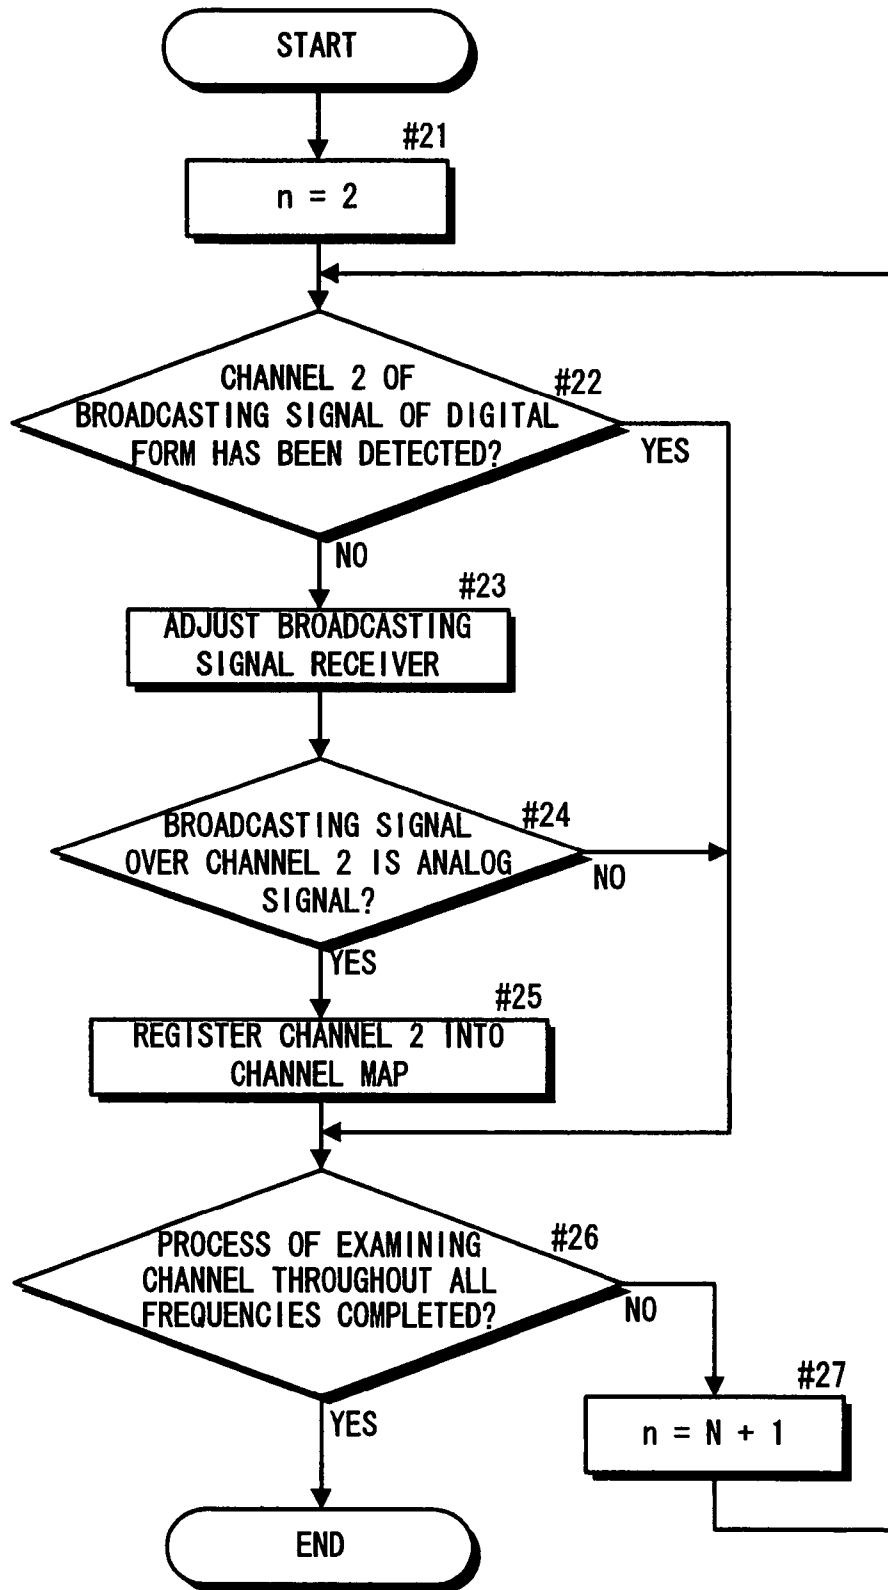 START
#21
n = 2
#22
CHANNEL 2 OF
BROADCASTING SIGNAL OF DIGITAL
FORM HAS BEEN DETECTED?
YES
NO
#23
ADJUST BROADCASTING
SIGNAL RECEIVER
#24
BROADCASTING SIGNAL
OVER CHANNEL 2 IS ANALOG
SIGNAL?
NO
YES
#25
REGISTER CHANNEL 2 INTO
CHANNEL MAP
#26
PROCESS OF EXAMINING
CHANNEL THROUGHOUT ALL
FREQUENCIES COMPLETED?
NO
YES
#27
n = N + 1
END